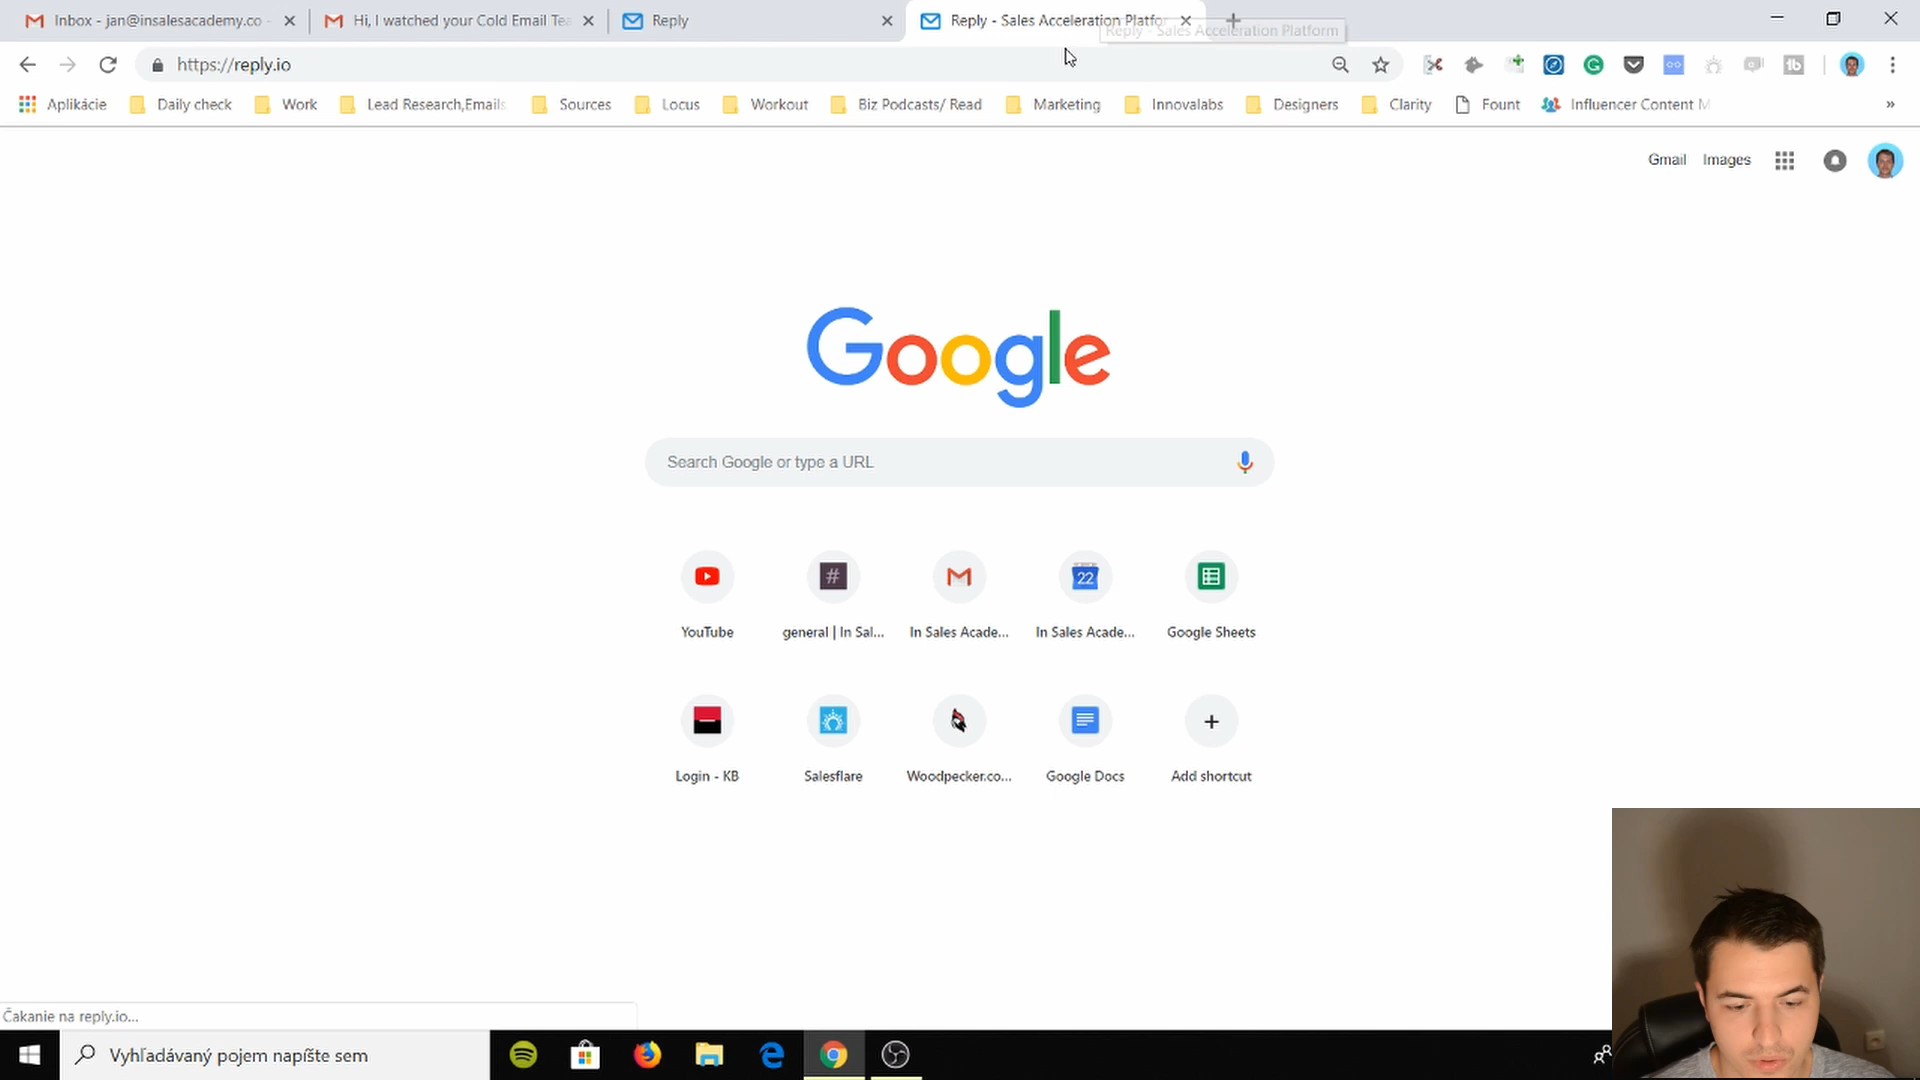 Inbox - jan@insalesacademy.co -
Hi, I watched your Cold Email Tea
Reply
Reply - Sales Acceleration Platfor
Reply - Sales Acceleration Platform
https://reply.io
Aplikácie
Daily check
Work
Lead Research,Emails
Sources
Locus
Workout
Biz Podcasts/ Read
Marketing
Innovalabs
Designers
Clarity
Fount
Influencer Content M
»
Gmail
Images
Google
Search Google or type a URL
22
#
YouTube
general | In Sal...
In Sales Acade...
In Sales Acade...
Google Sheets
Login - KB
Salesflare
Woodpecker.co...
Google Docs
Add shortcut
Čakanie na reply.io...
Vyhľadávaný pojem napíšte sem